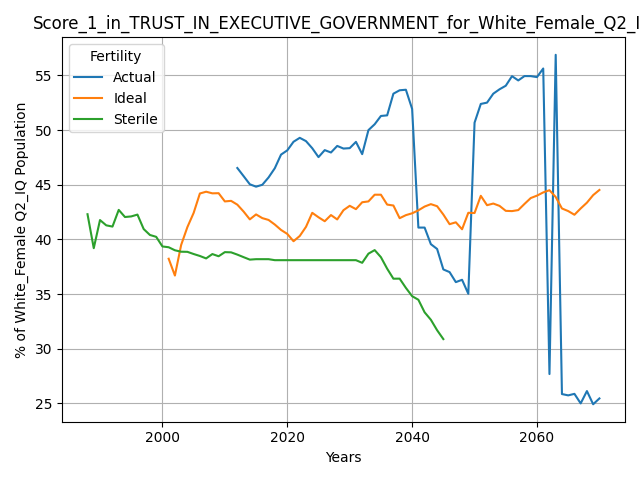 Score_1_in_TRUST_IN_EXECUTIVE_GOVERNMENT_for_White_Female_Q2_I
Fertility
Actual
Ideal
Sterile
% of White_Female Q2_IQ Population
55
50
45
40
35
30
25
2000
2020
2040
2060
Years